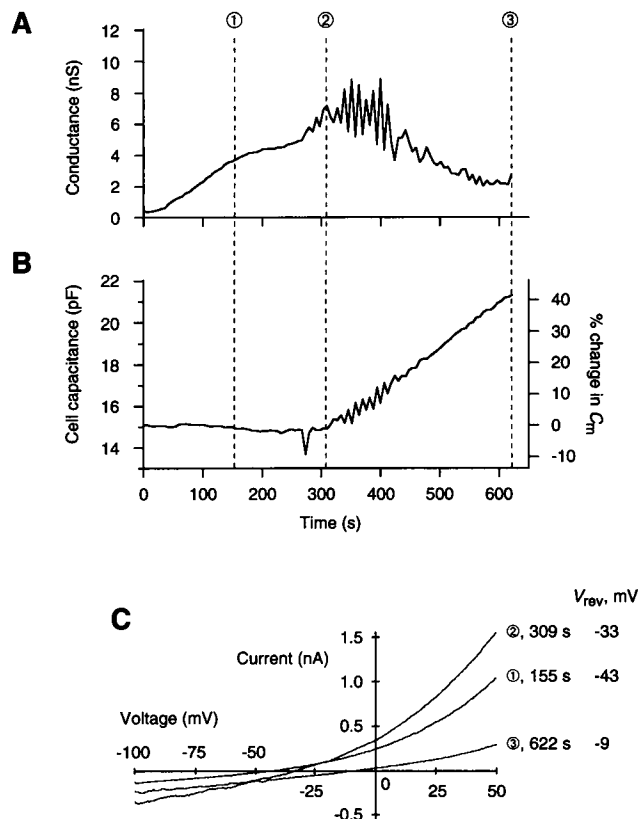 A
① ② ③
Conductance (nS)
12
10
8
6
4
2
0
B
Cell capacitance (pF)
22
20
18
16
14
% change in Cm
40
30
20
10
0
-10
0 100 200 300 400 500 600
Time (s)
C
Vrev, mV
Current (nA)
1.5
1.0
0.5
-0.5
②, 309 s -33
①, 155 s -43
③, 622 s -9
Voltage (mV)
-100 -75 -50 -25 0 25 50